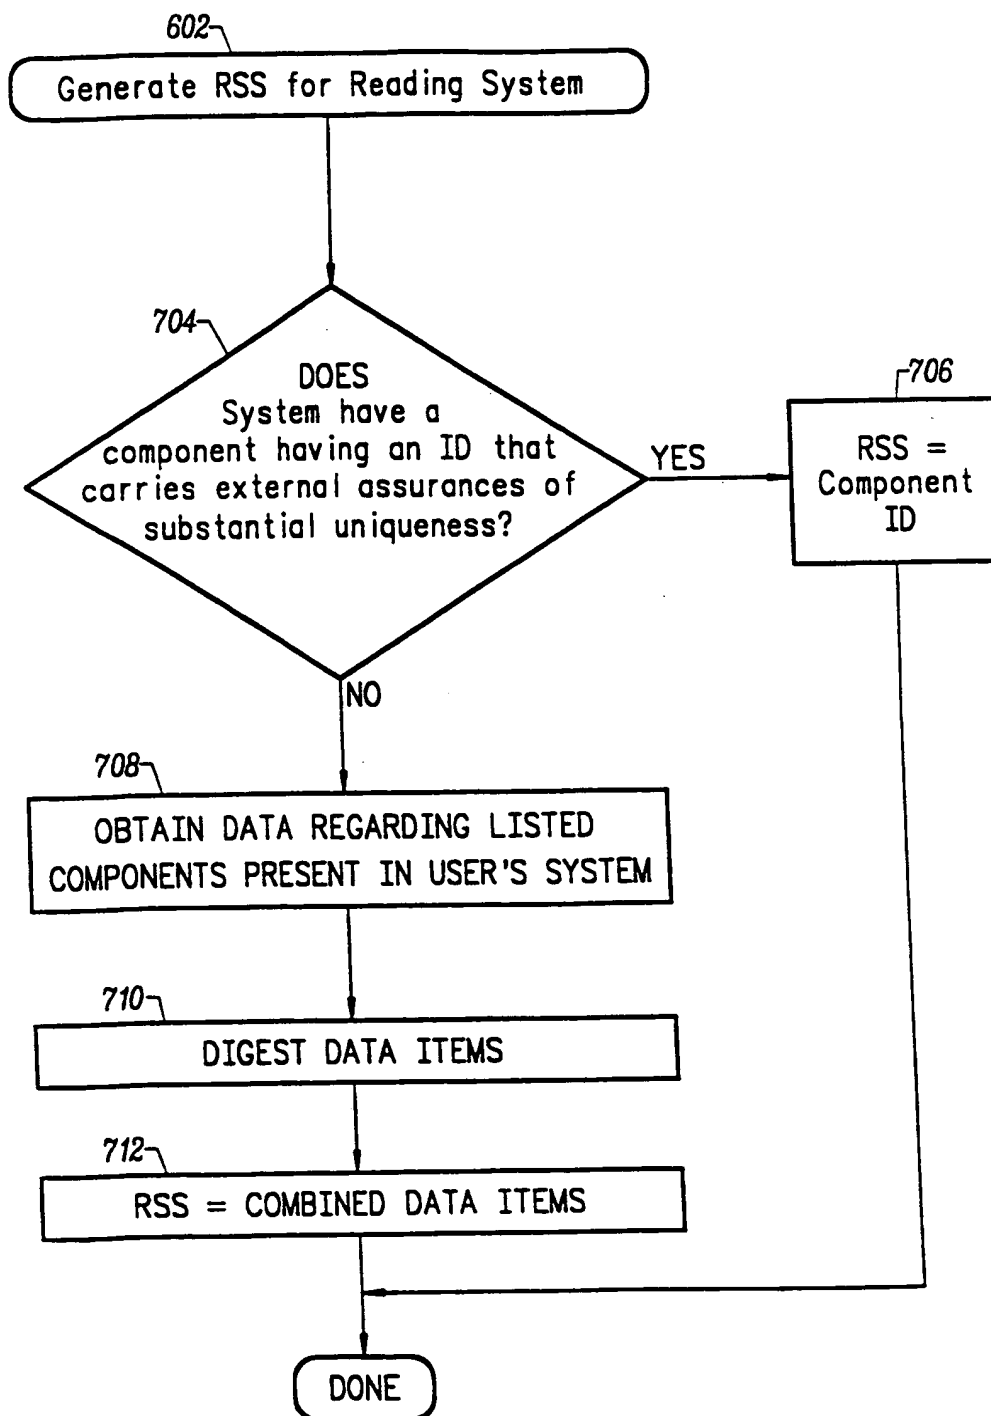 602
Generate RSS for Reading System
704
DOES
System have a
component having an ID that
carries external assurances of
substantial uniqueness?
YES
706
RSS =
Component
ID
NO
708
OBTAIN DATA REGARDING LISTED
COMPONENTS PRESENT IN USER'S SYSTEM
710
DIGEST DATA ITEMS
712
RSS = COMBINED DATA ITEMS
DONE